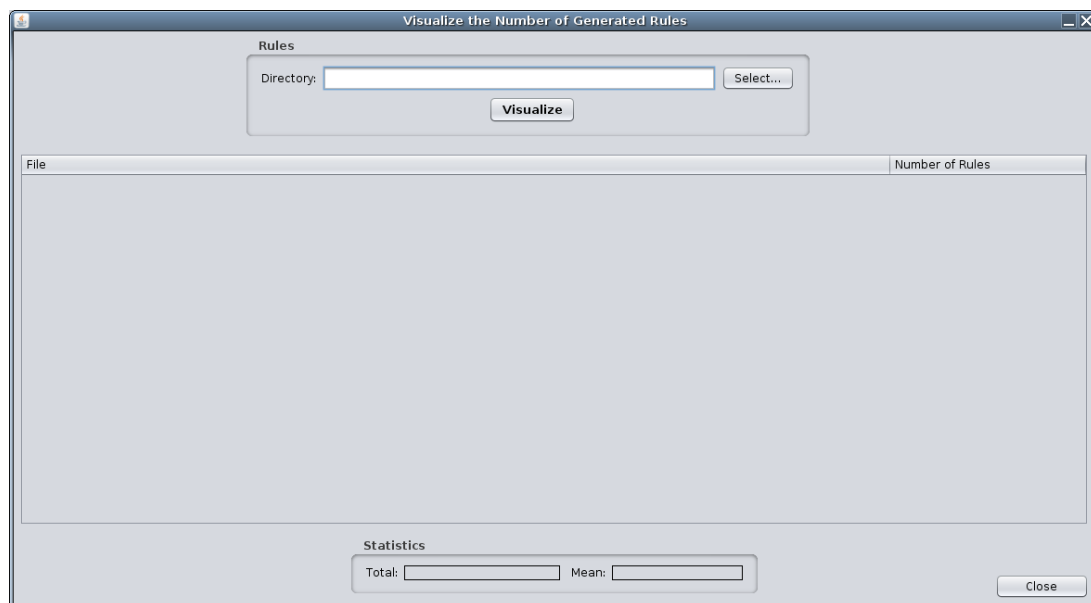 Visualize the Number of Generated Rules
Rules
Directory: Select...
Visualize
File Number of Rules
Statistics
Total: Mean:
Close